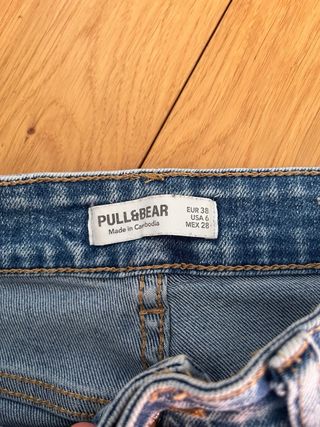 PULL&BEAR
Made in Cambodia
EUR 38
USA 6
MEX 28